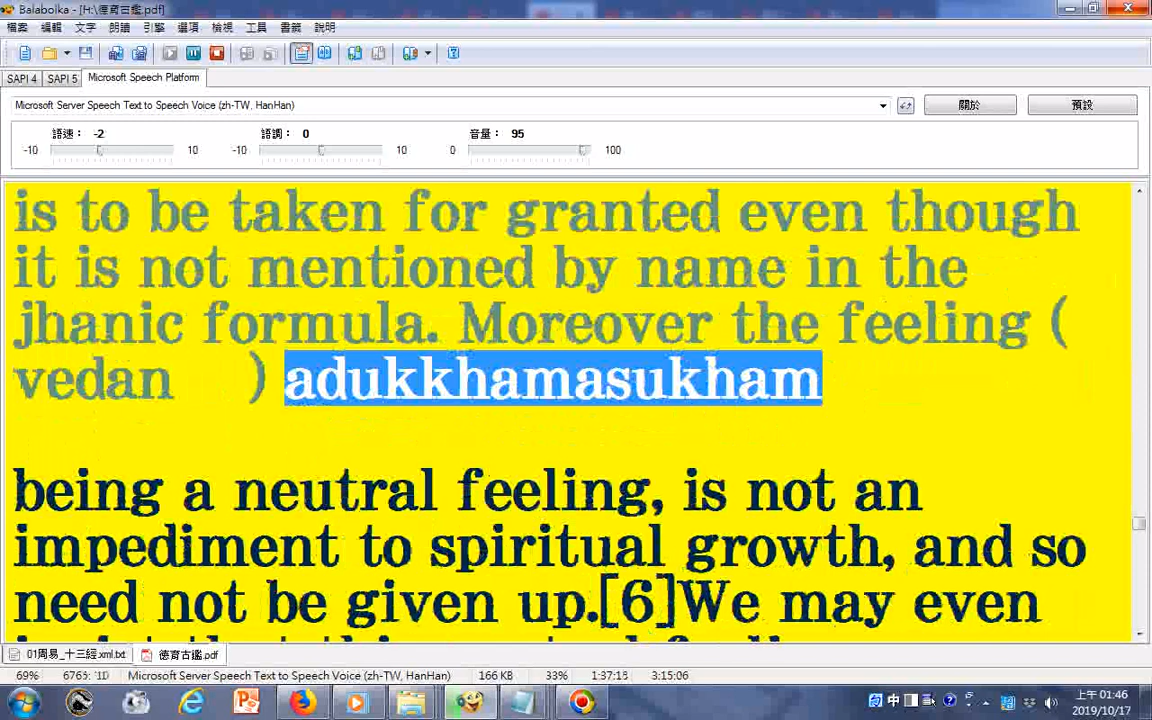 Balabolka - [H:\德育古鑑.pdf]
檔案 編輯 文字 朗讀 引擎 選項 檢視 工具 書籤 說明
SAPI 4 SAPI 5 Microsoft Speech Platform
Microsoft Server Speech Text to Speech Voice (zh-TW, HanHan) 關於 預設
語速： -2 語調： 0 音量： 95
-10 10 -10 10 0 100
is to be taken for granted even though
it is not mentioned by name in the
jhanic formula. Moreover the feeling (
vedan ) adukkhamasukham
being a neutral feeling, is not an
impediment to spiritual growth, and so
need not be given up.[6]We may even
01周易_十三經.xml.txt 德育古鑑.pdf
69% Microsoft Server Speech Text to Speech Voice (zh-TW, HanHan) 166 KB 33% 1:37:13 3:15:06
中 上午 01:46
2019/10/17